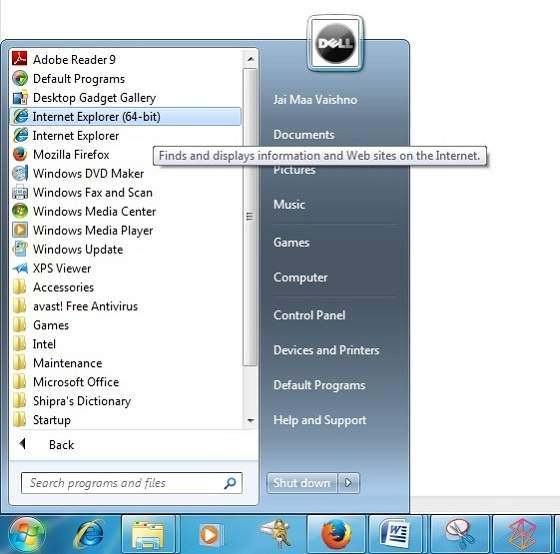 DELL
Adobe Reader 9
Default Programs
Desktop Gadget Gallery
Internet Explorer (64-bit)
Internet Explorer
Mozilla Firefox
Windows DVD Maker
Windows Fax and Scan
Windows Media Center
Windows Media Player
Windows Update
XPS Viewer
Accessories
avast! Free Antivirus
Games
Intel
Maintenance
Microsoft Office
Shipra's Dictionary
Startup
Back
Search programs and files
Jai Maa Vaishno
Documents
Finds and displays information and Web sites on the Internet.
Pictures
Music
Games
Computer
Control Panel
Devices and Printers
Default Programs
Help and Support
Shut down
W